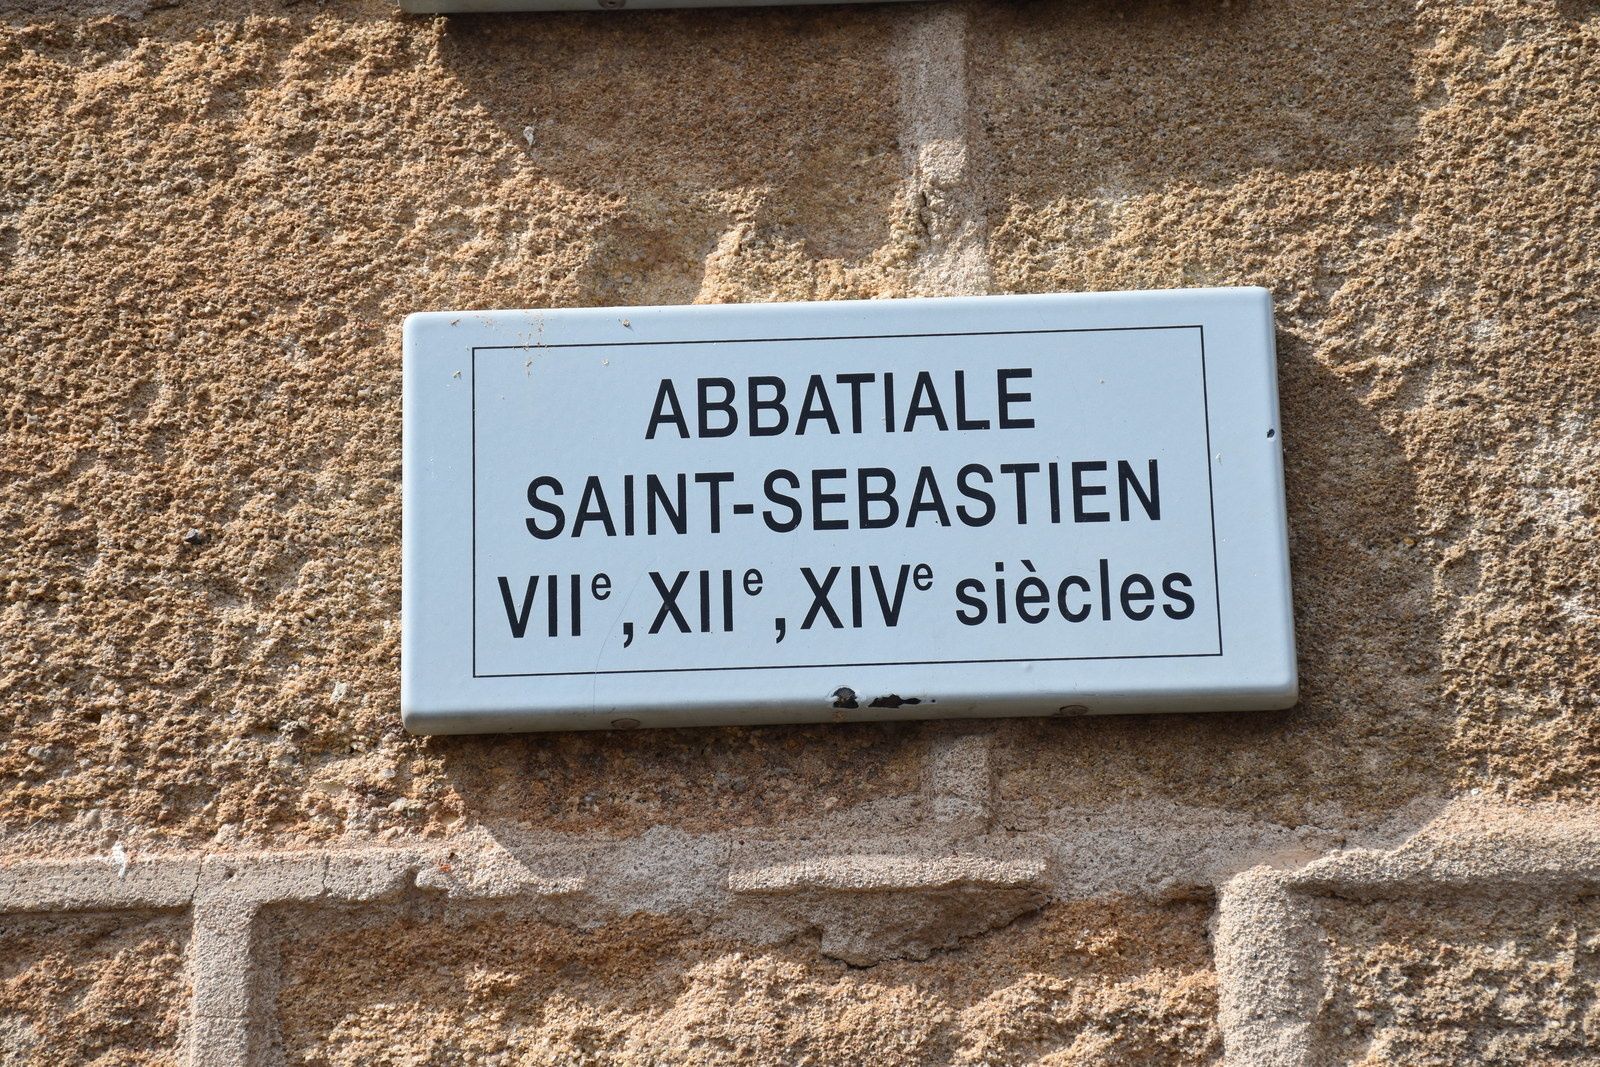 ABBATIALE
SAINT-SEBASTIEN
VIIe, XIIe, XIVe siècles